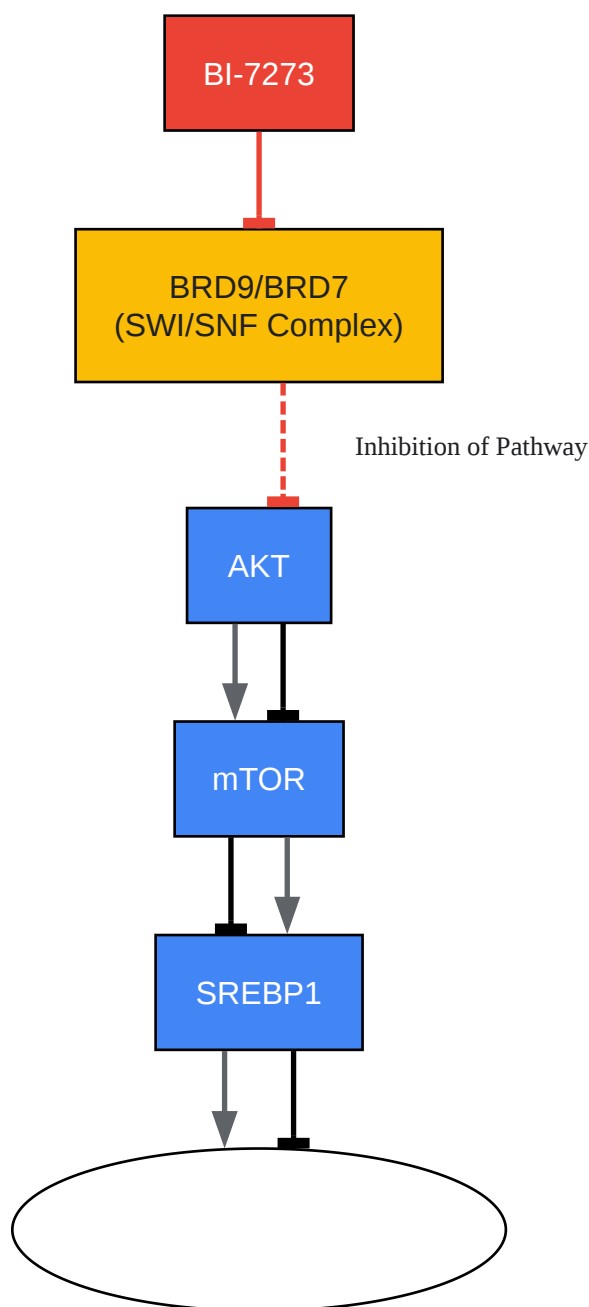 BI-7273
BRD9/BRD7
(SWI/SNF Complex)
Inhibition of Pathway
AKT
mTOR
SREBP1